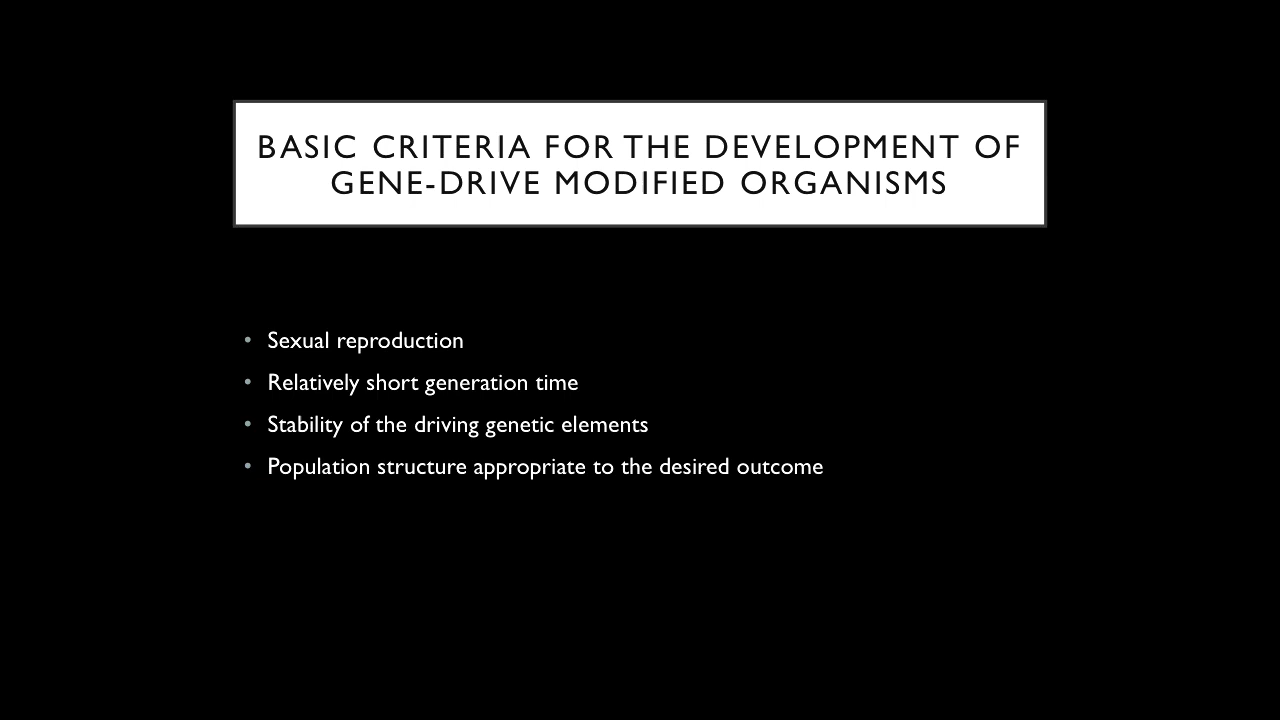 BASIC CRITERIA FOR THE DEVELOPMENT OF
GENE-DRIVE MODIFIED ORGANISMS
• Sexual reproduction
• Relatively short generation time
• Stability of the driving genetic elements
• Population structure appropriate to the desired outcome